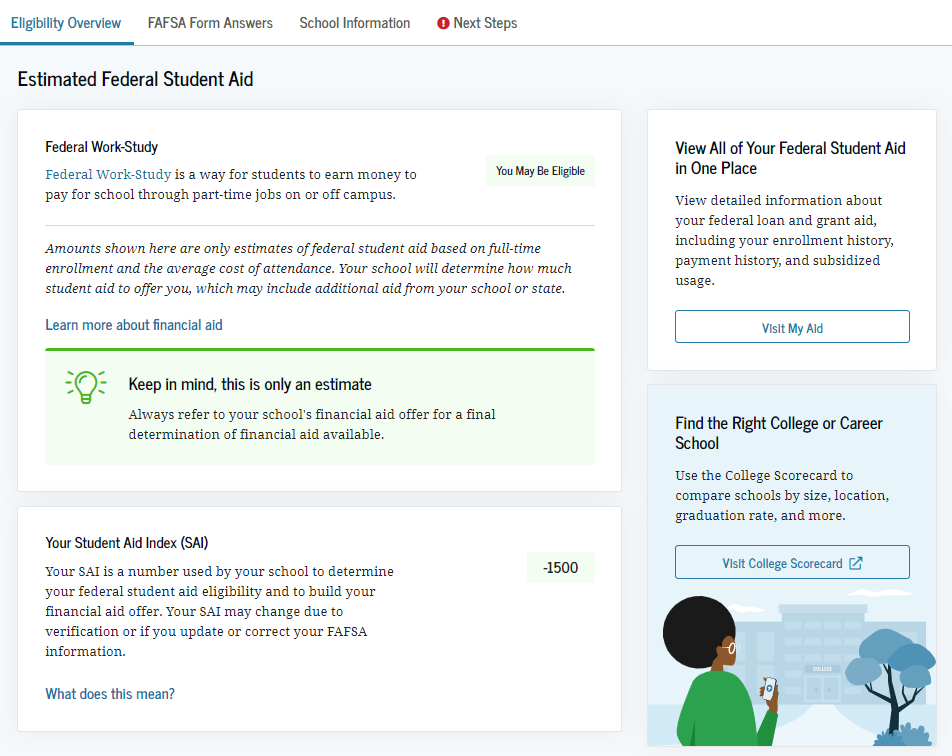 Eligibility Overview FAFSA Form Answers School Information Next Steps
Estimated Federal Student Aid
Federal Work-Study
Federal Work-Study is a way for students to earn money to
pay for school through part-time jobs on or off campus.
You May Be Eligible
Amounts shown here are only estimates of federal student aid based on full-time
enrollment and the average cost of attendance. Your school will determine how much
student aid to offer you, which may include additional aid from your school or state.
Learn more about financial aid
Keep in mind, this is only an estimate
Always refer to your school's financial aid offer for a final
determination of financial aid available.
Your Student Aid Index (SAI)
Your SAI is a number used by your school to determine
your federal student aid eligibility and to build your
financial aid offer. Your SAI may change due to
verification or if you update or correct your FAFSA
information.
-1500
What does this mean?
View All of Your Federal Student Aid
in One Place
View detailed information about
your federal loan and grant aid,
including your enrollment history,
payment history, and subsidized
usage.
Visit My Aid
Find the Right College or Career
School
Use the College Scorecard to
compare schools by size, location,
graduation rate, and more.
Visit College Scorecard
COLLEGE